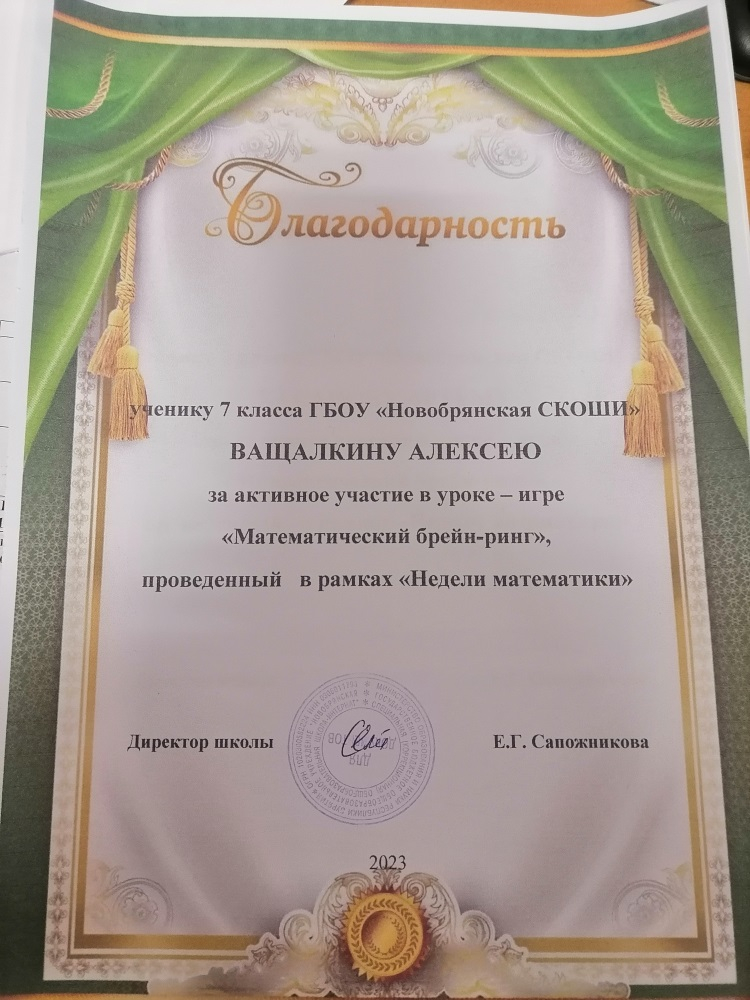 Благодарность
ученику 7 класса ГБОУ «Новобрянская СКОШИ»
ВАЩАЛКИНУ АЛЕКСЕЮ
за активное участие в уроке – игре
«Математический брейн-ринг»,
проведенный в рамках «Недели математики»
Директор школы
Е.Г. Сапожникова
2023